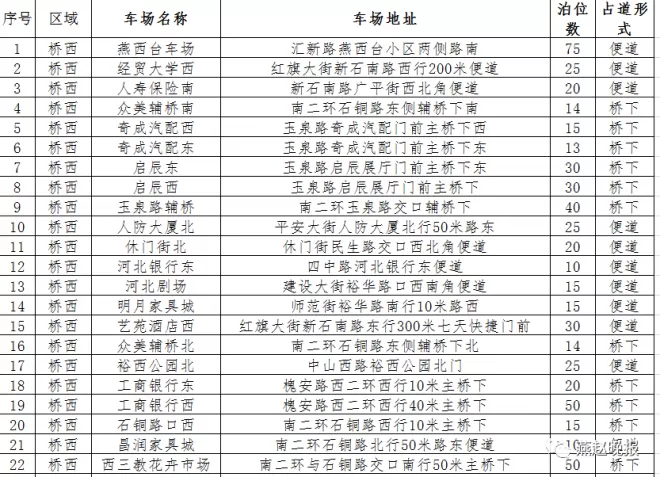 序号 区域 车场名称 车场地址 泊位数 占道形式
1 桥西 燕西台车场 汇新路燕西台小区两侧路南 75 便道
2 桥西 经贸大学西 红旗大街新石南路西行200米便道 25 便道
3 桥西 人寿保险南 新石南路广平街西北角便道 20 便道
4 桥西 众美辅桥南 南二环石铜路东侧辅桥下南 14 桥下
5 桥西 奇成汽配西 玉泉路奇成汽配门前主桥下西 15 桥下
6 桥西 奇成汽配东 玉泉路奇成汽配门前主桥下东 13 桥下
7 桥西 启辰东 玉泉路启辰展厅门前主桥下东 30 桥下
8 桥西 启辰西 玉泉路启辰展厅门前主桥下 30 桥下
9 桥西 玉泉路辅桥 南二环玉泉路交口辅桥下 40 桥下
10 桥西 人防大厦北 平安大街人防大厦北行50米路东 25 便道
11 桥西 休门街北 休门街民生路交口西北角便道 20 便道
12 桥西 河北银行东 四中路河北银行东便道 10 便道
13 桥西 河北剧场 建设大街裕华路口西南角便道 15 便道
14 桥西 明月家具城 师范街裕华路南行10米路西 15 便道
15 桥西 艺苑酒店西 红旗大街新石南路东行300米七天快捷门前 30 便道
16 桥西 众美辅桥北 南二环石铜路东侧辅桥下北 14 桥下
17 桥西 裕西公园北 中山西路裕西公园北门 25 便道
18 桥西 工商银行东 槐安路西二环西行10米主桥下 20 桥下
19 桥西 工商银行西 槐安路西二环西行40米主桥下 50 桥下
20 桥西 石铜路口西 南二环石铜路西行10米主桥下 15 桥下
21 桥西 昌润家具城 南二环石铜路北行50米路东便道 10 便道
22 桥西 西三教花卉市场 南二环与石铜路交口南行50米主桥下 50 桥下
燕赵晚报